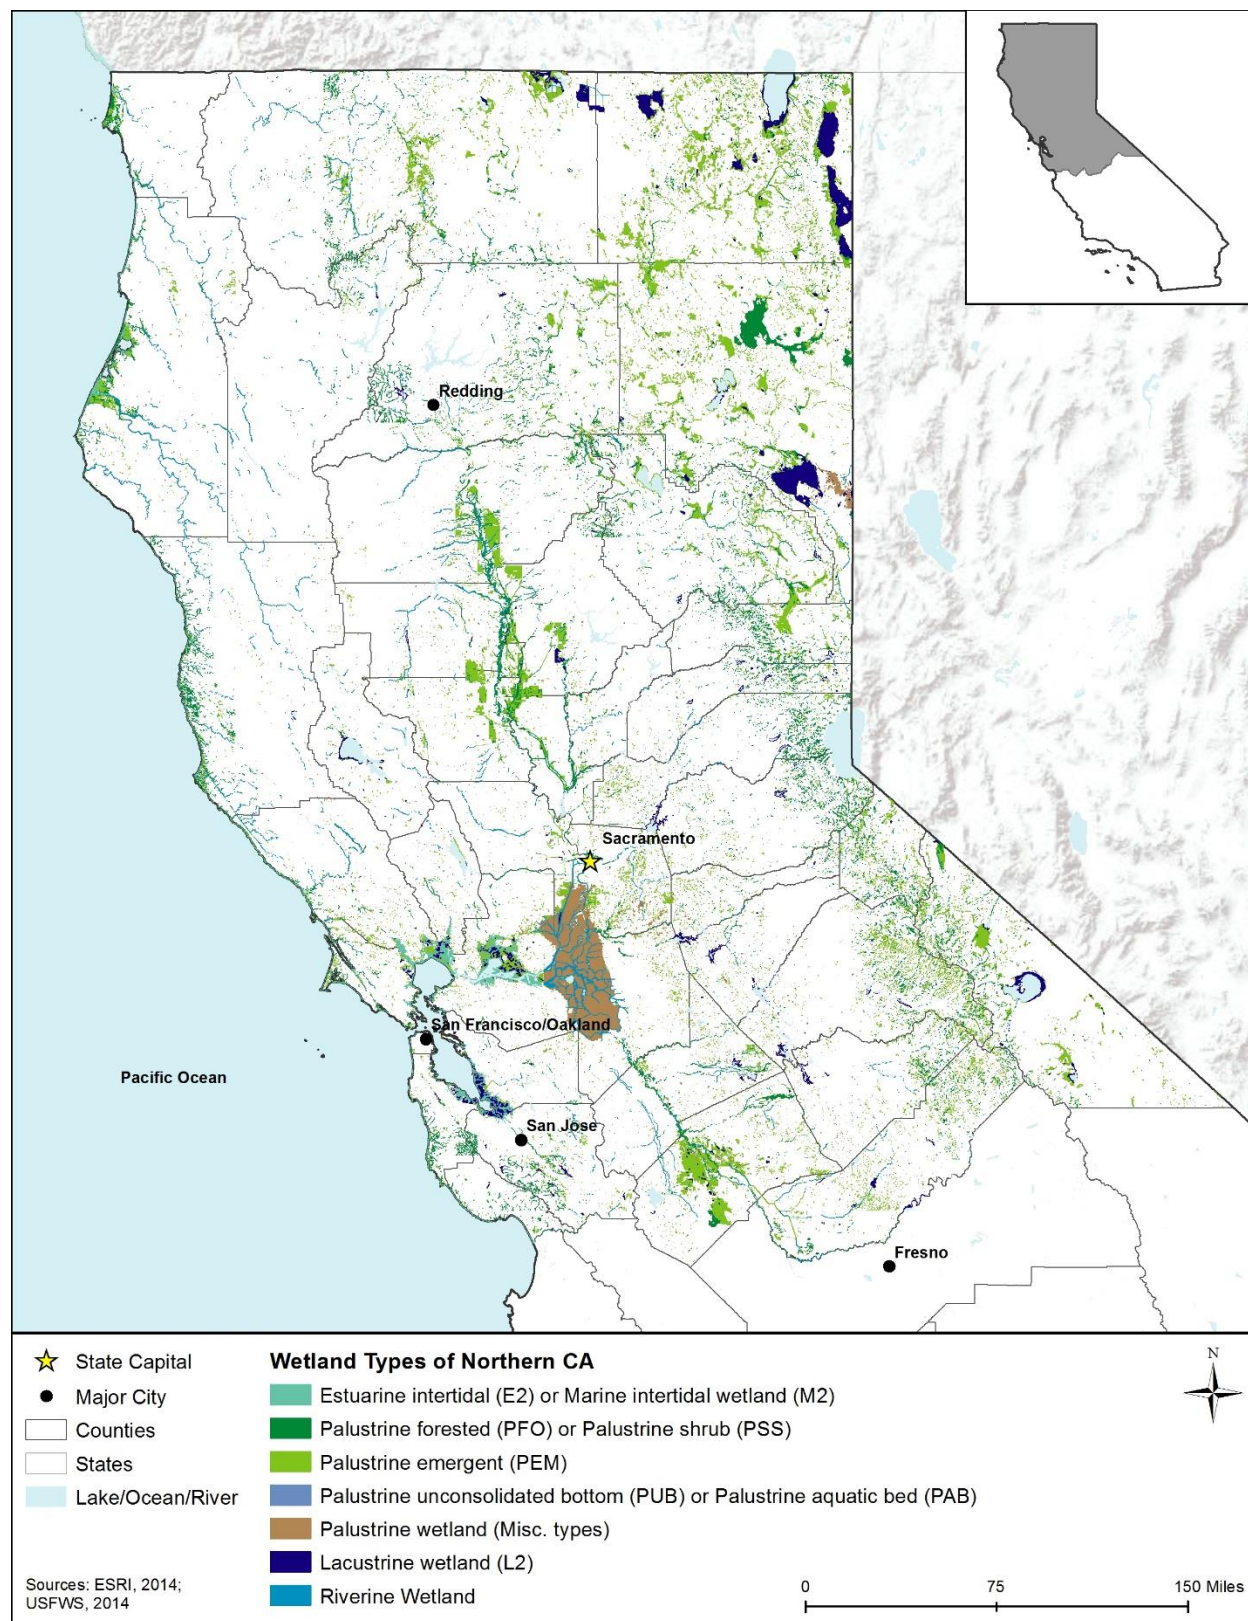 Redding
Sacramento
San Francisco/Oakland
Pacific Ocean
San Jose
Fresno
State Capital
Major City
Counties
States
Lake/Ocean/River
Sources: ESRI, 2014;
USFWS, 2014
Wetland Types of Northern CA
Estuarine intertidal (E2) or Marine intertidal wetland (M2)
Palustrine forested (PFO) or Palustrine shrub (PSS)
Palustrine emergent (PEM)
Palustrine unconsolidated bottom (PUB) or Palustrine aquatic bed (PAB)
Palustrine wetland (Misc. types)
Lacustrine wetland (L2)
Riverine Wetland
N
0 75 150 Miles